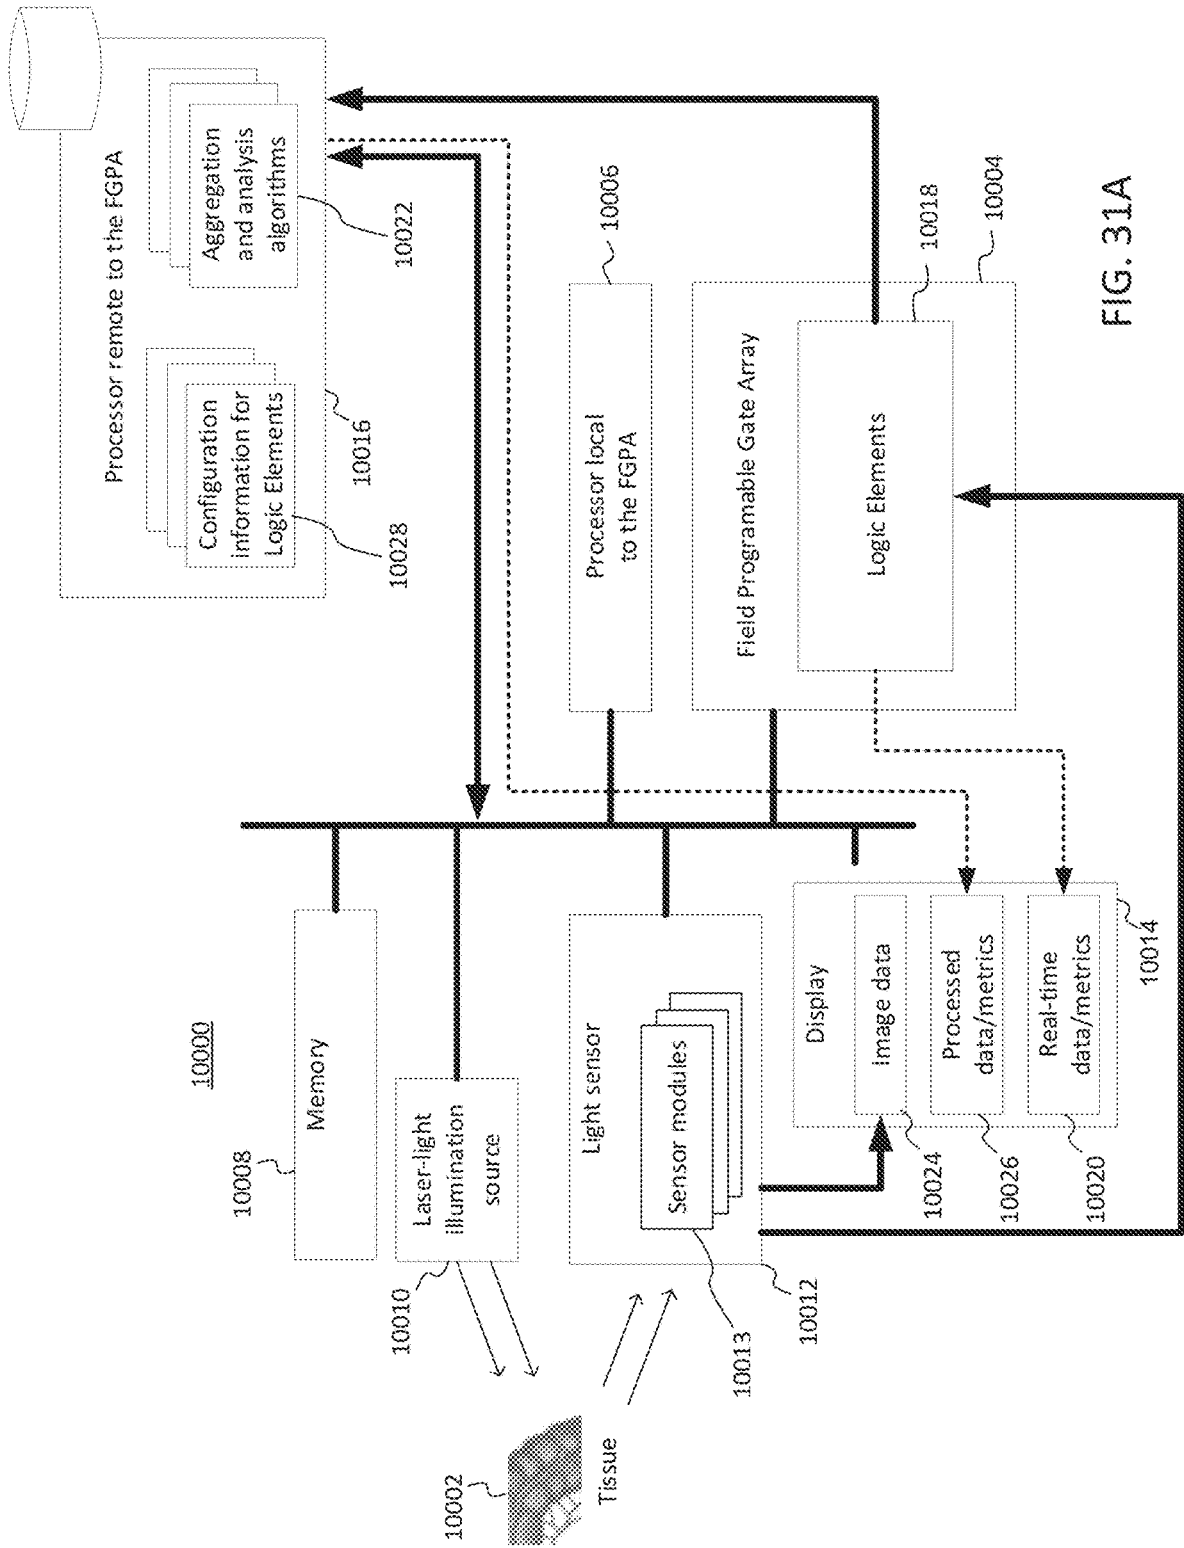 10000
Memory
10008
Laser-light
illumination
source
10010
10002
Tissue
Light sensor
Sensor modules
10013
10012
Display
Image data
Processed
data/metrics
Real-time
data/metrics
10024
10026
10020
10014
Processor remote to the FGPA
Configuration
information for
Logic Elements
10028
10016
Aggregation
and analysis
algorithms
10022
Processor local
to the FGPA
10006
Field Programable Gate Array
Logic Elements
10018
10004
FIG. 31A